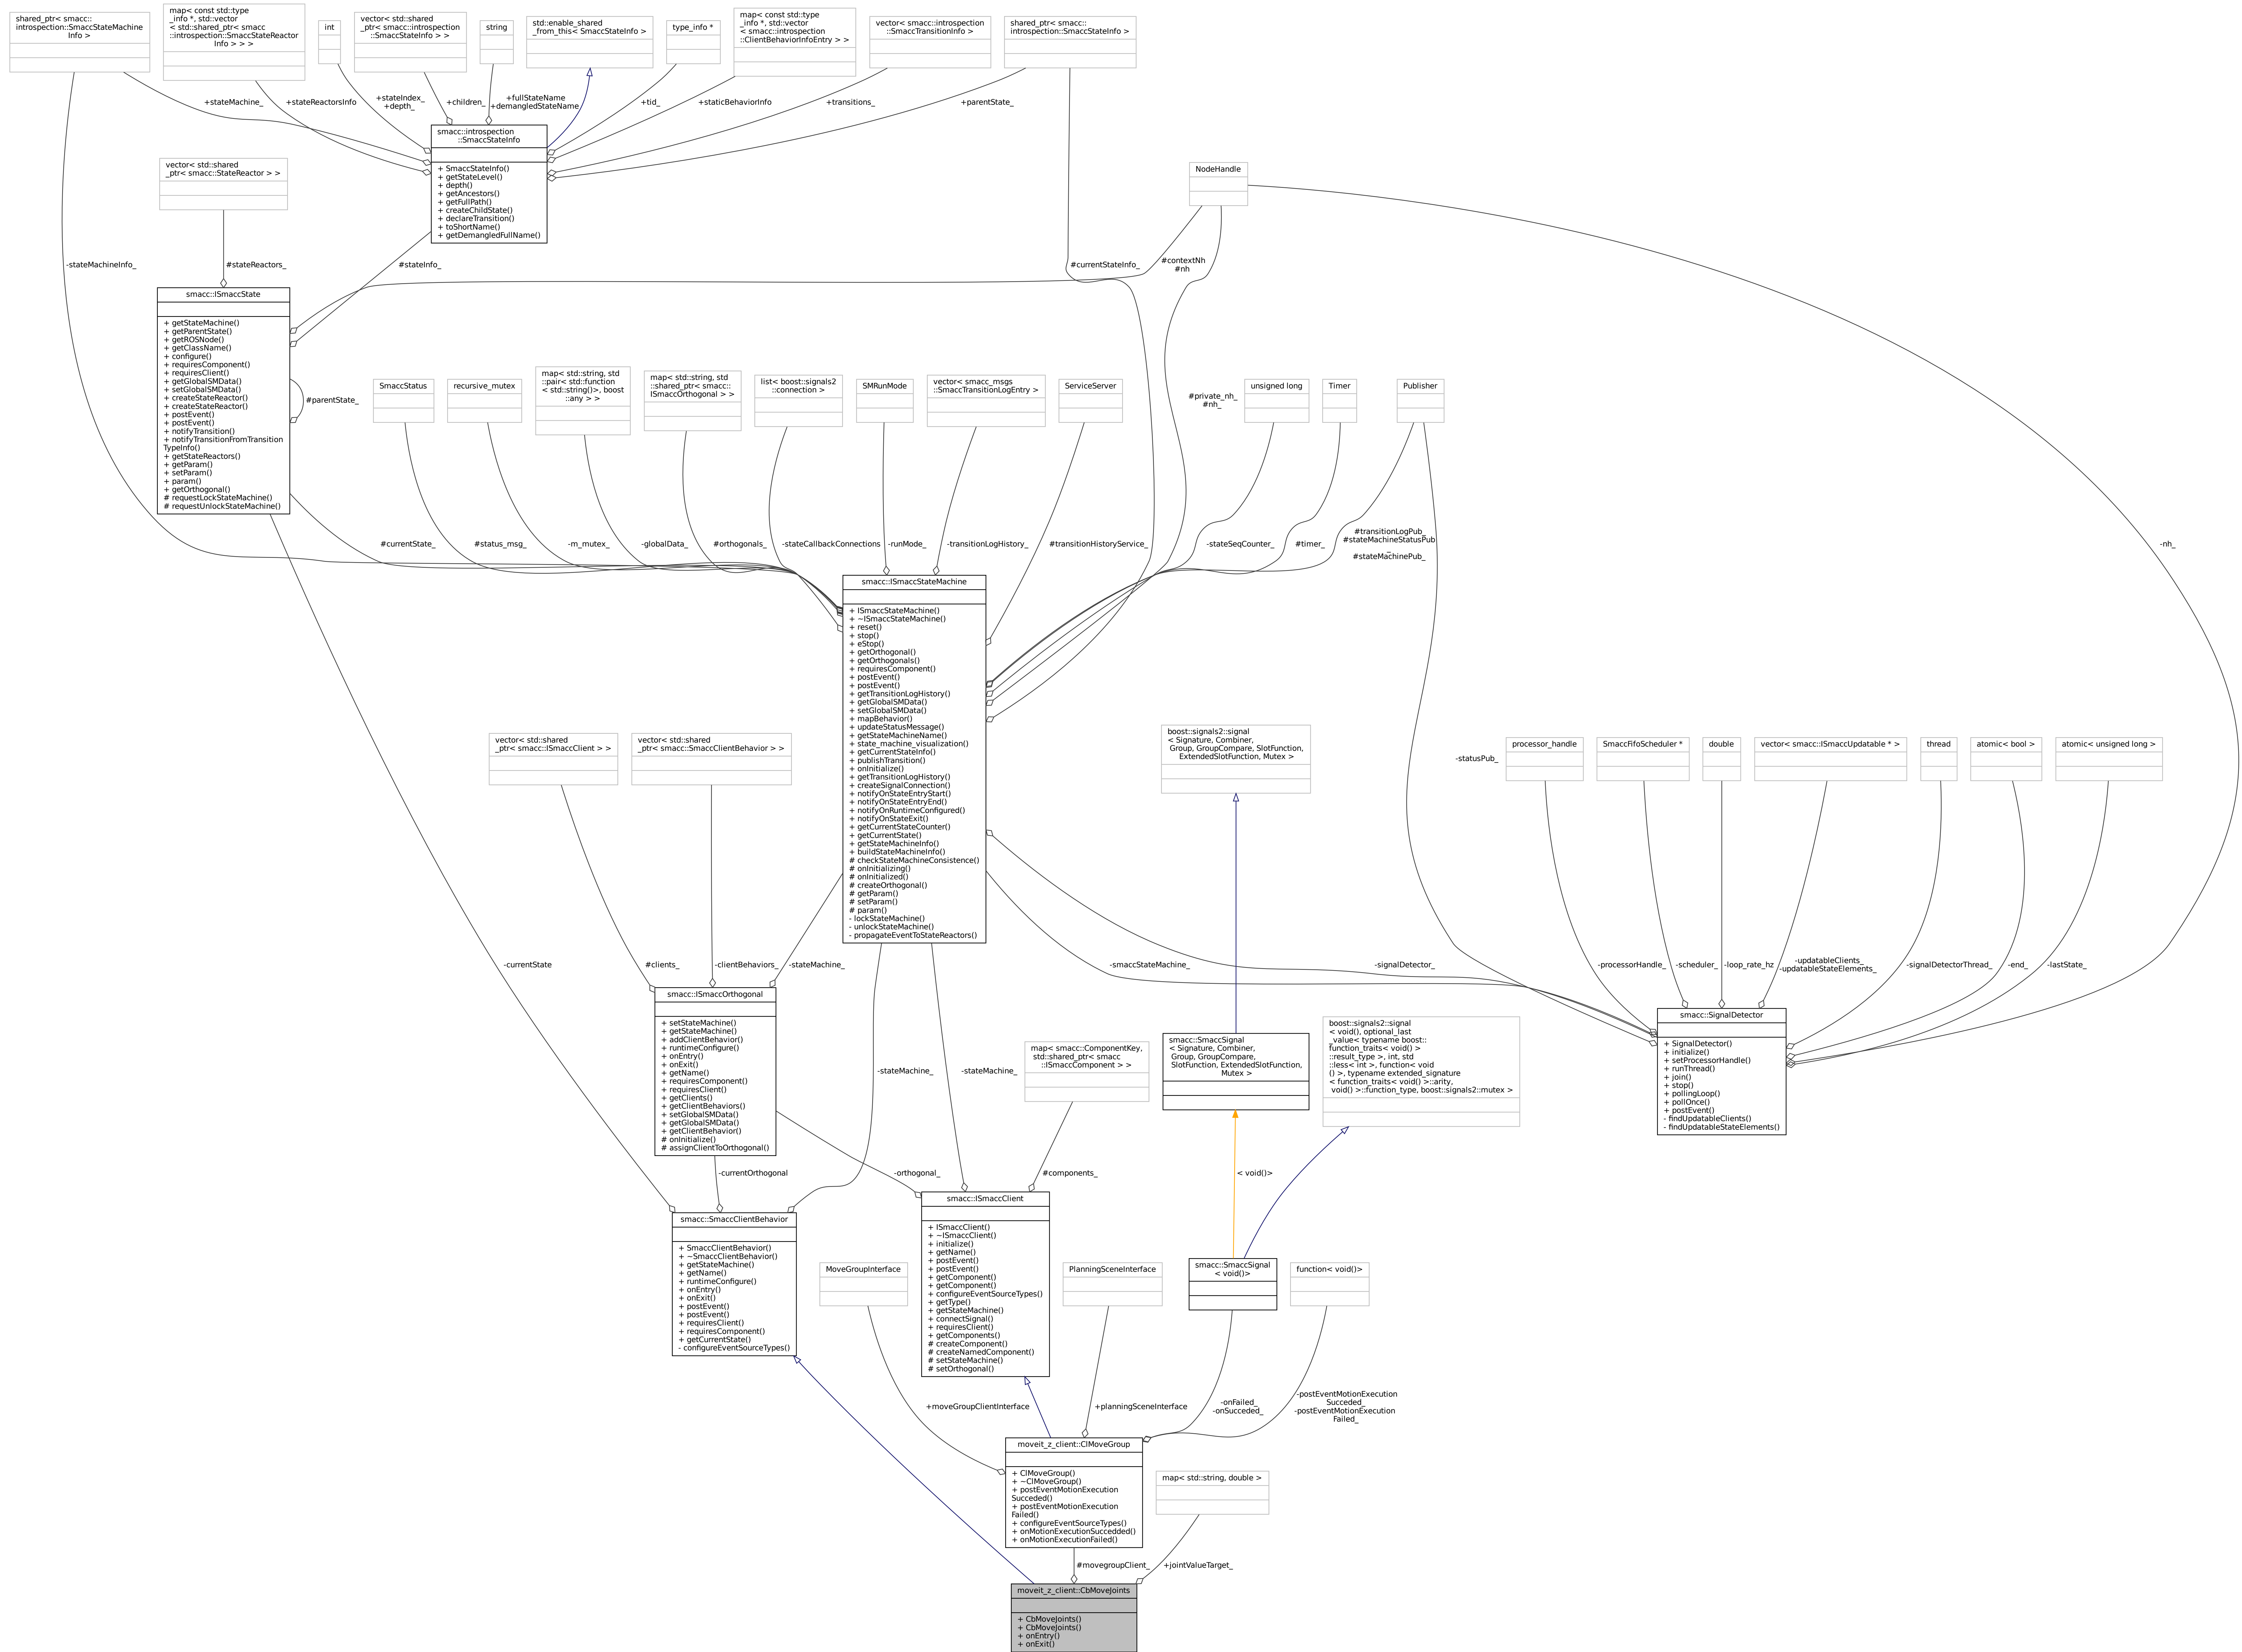 shared_ptr< smacc::
introspection::SmaccStateMachine
Info >
map< const std::type
_info *, std::vector
< std::shared_ptr< smacc
::introspection::SmaccStateReactor
Info > > >
int
vector< std::shared
_ptr< smacc::introspection
::SmaccStateInfo > >
string
std::enable_shared
_from_this< SmaccStateInfo >
type_info *
map< const std::type
_info *, std::vector
< smacc::introspection
::ClientBehaviorInfoEntry > >
vector< smacc::introspection
::SmaccTransitionInfo >
shared_ptr< smacc::
introspection::SmaccStateInfo >
+stateMachine_
+stateReactorsInfo
+stateIndex_
+depth_
+children_
+fullStateName
+demangledStateName
+tid_
+staticBehaviorInfo
+transitions_
+parentState_
smacc::introspection
::SmaccStateInfo
+ SmaccStateInfo()
+ getStateLevel()
+ depth()
+ getAncestors()
+ getFullPath()
+ createChildState()
+ declareTransition()
+ toShortName()
+ getDemangledFullName()
vector< std::shared
_ptr< smacc::StateReactor > >
NodeHandle
-stateMachineInfo_
#stateReactors_
#stateInfo_
#currentStateInfo_
#contextNh
#nh
-nh_
smacc::ISmaccState
+ getStateMachine()
+ getParentState()
+ getROSNode()
+ getClassName()
+ configure()
+ requiresComponent()
+ requiresClient()
+ getGlobalSMData()
+ setGlobalSMData()
+ createStateReactor()
+ createStateReactor()
+ postEvent()
+ postEvent()
+ notifyTransition()
+ notifyTransitionFromTransition
TypeInfo()
+ getStateReactors()
+ getParam()
+ setParam()
+ param()
+ getOrthogonal()
# requestLockStateMachine()
# requestUnlockStateMachine()
#parentState_
SmaccStatus
recursive_mutex
map< std::string, std
::pair< std::function
< std::string()>, boost
::any > >
map< std::string, std
::shared_ptr< smacc::
ISmaccOrthogonal > >
list< boost::signals2
::connection >
SMRunMode
vector< smacc_msgs
::SmaccTransitionLogEntry >
ServiceServer
#private_nh_
#nh_
unsigned long
Timer
Publisher
#currentState_
#status_msg_
-m_mutex_
-globalData_
#orthogonals_
-stateCallbackConnections
-runMode_
-transitionLogHistory_
#transitionHistoryService_
-stateSeqCounter_
#timer_
#transitionLogPub_
#stateMachineStatusPub
_
#stateMachinePub_
smacc::ISmaccStateMachine
+ ISmaccStateMachine()
+ ~ISmaccStateMachine()
+ reset()
+ stop()
+ eStop()
+ getOrthogonal()
+ getOrthogonals()
+ requiresComponent()
+ postEvent()
+ postEvent()
+ getTransitionLogHistory()
+ getGlobalSMData()
+ setGlobalSMData()
+ mapBehavior()
+ updateStatusMessage()
+ getStateMachineName()
+ state_machine_visualization()
+ getCurrentStateInfo()
+ publishTransition()
+ onInitialize()
+ getTransitionLogHistory()
+ createSignalConnection()
+ notifyOnStateEntryStart()
+ notifyOnStateEntryEnd()
+ notifyOnRuntimeConfigured()
+ notifyOnStateExit()
+ getCurrentStateCounter()
+ getCurrentState()
+ getStateMachineInfo()
+ buildStateMachineInfo()
# checkStateMachineConsistence()
# onInitializing()
# onInitialized()
# createOrthogonal()
# getParam()
# setParam()
# param()
- lockStateMachine()
- unlockStateMachine()
- propagateEventToStateReactors()
vector< std::shared
_ptr< smacc::ISmaccClient > >
vector< std::shared
_ptr< smacc::SmaccClientBehavior > >
boost::signals2::signal
< Signature, Combiner,
Group, GroupCompare, SlotFunction,
ExtendedSlotFunction, Mutex >
-statusPub_
processor_handle
SmaccFifoScheduler *
double
vector< smacc::ISmaccUpdatable * >
thread
atomic< bool >
atomic< unsigned long >
-currentState
#clients_
-clientBehaviors_
-stateMachine_
-smaccStateMachine_
-signalDetector_
-processorHandle_
-scheduler_
-loop_rate_hz
-updatableClients_
-updatableStateElements_
-signalDetectorThread_
-end_
-lastState_
smacc::ISmaccOrthogonal
+ setStateMachine()
+ getStateMachine()
+ addClientBehavior()
+ runtimeConfigure()
+ onEntry()
+ onExit()
+ getName()
+ requiresComponent()
+ requiresClient()
+ getClients()
+ getClientBehaviors()
+ setGlobalSMData()
+ getGlobalSMData()
+ getClientBehavior()
# onInitialize()
# assignClientToOrthogonal()
smacc::SignalDetector
+ SignalDetector()
+ initialize()
+ setProcessorHandle()
+ runThread()
+ join()
+ stop()
+ pollingLoop()
+ pollOnce()
+ postEvent()
- findUpdatableClients()
- findUpdatableStateElements()
-stateMachine_
-stateMachine_
map< smacc::ComponentKey,
std::shared_ptr< smacc
::ISmaccComponent > >
smacc::SmaccSignal
< Signature, Combiner,
Group, GroupCompare,
SlotFunction, ExtendedSlotFunction,
Mutex >
boost::signals2::signal
< void(), optional_last
_value< typename boost::
function_traits< void() >
::result_type >, int, std
::less< int >, function< void
() >, typename extended_signature
< function_traits< void() >::arity,
void() >::function_type, boost::signals2::mutex >
-currentOrthogonal
-orthogonal_
#components_
< void()>
smacc::SmaccClientBehavior
+ SmaccClientBehavior()
+ ~SmaccClientBehavior()
+ getStateMachine()
+ getName()
+ runtimeConfigure()
+ onEntry()
+ onExit()
+ postEvent()
+ postEvent()
+ requiresClient()
+ requiresComponent()
+ getCurrentState()
- configureEventSourceTypes()
smacc::ISmaccClient
+ ISmaccClient()
+ ~ISmaccClient()
+ initialize()
+ getName()
+ postEvent()
+ postEvent()
+ getComponent()
+ getComponent()
+ configureEventSourceTypes()
+ getType()
+ getStateMachine()
+ connectSignal()
+ requiresClient()
+ getComponents()
# createComponent()
# createNamedComponent()
# setStateMachine()
# setOrthogonal()
MoveGroupInterface
PlanningSceneInterface
smacc::SmaccSignal
< void()>
function< void()>
+moveGroupClientInterface
+planningSceneInterface
-onFailed_
-onSucceded_
-postEventMotionExecution
Succeded_
-postEventMotionExecution
Failed_
moveit_z_client::ClMoveGroup
+ ClMoveGroup()
+ ~ClMoveGroup()
+ postEventMotionExecution
Succeded()
+ postEventMotionExecution
Failed()
+ configureEventSourceTypes()
+ onMotionExecutionSuccedded()
+ onMotionExecutionFailed()
map< std::string, double >
#movegroupClient_
+jointValueTarget_
moveit_z_client::CbMoveJoints
+ CbMoveJoints()
+ CbMoveJoints()
+ onEntry()
+ onExit()